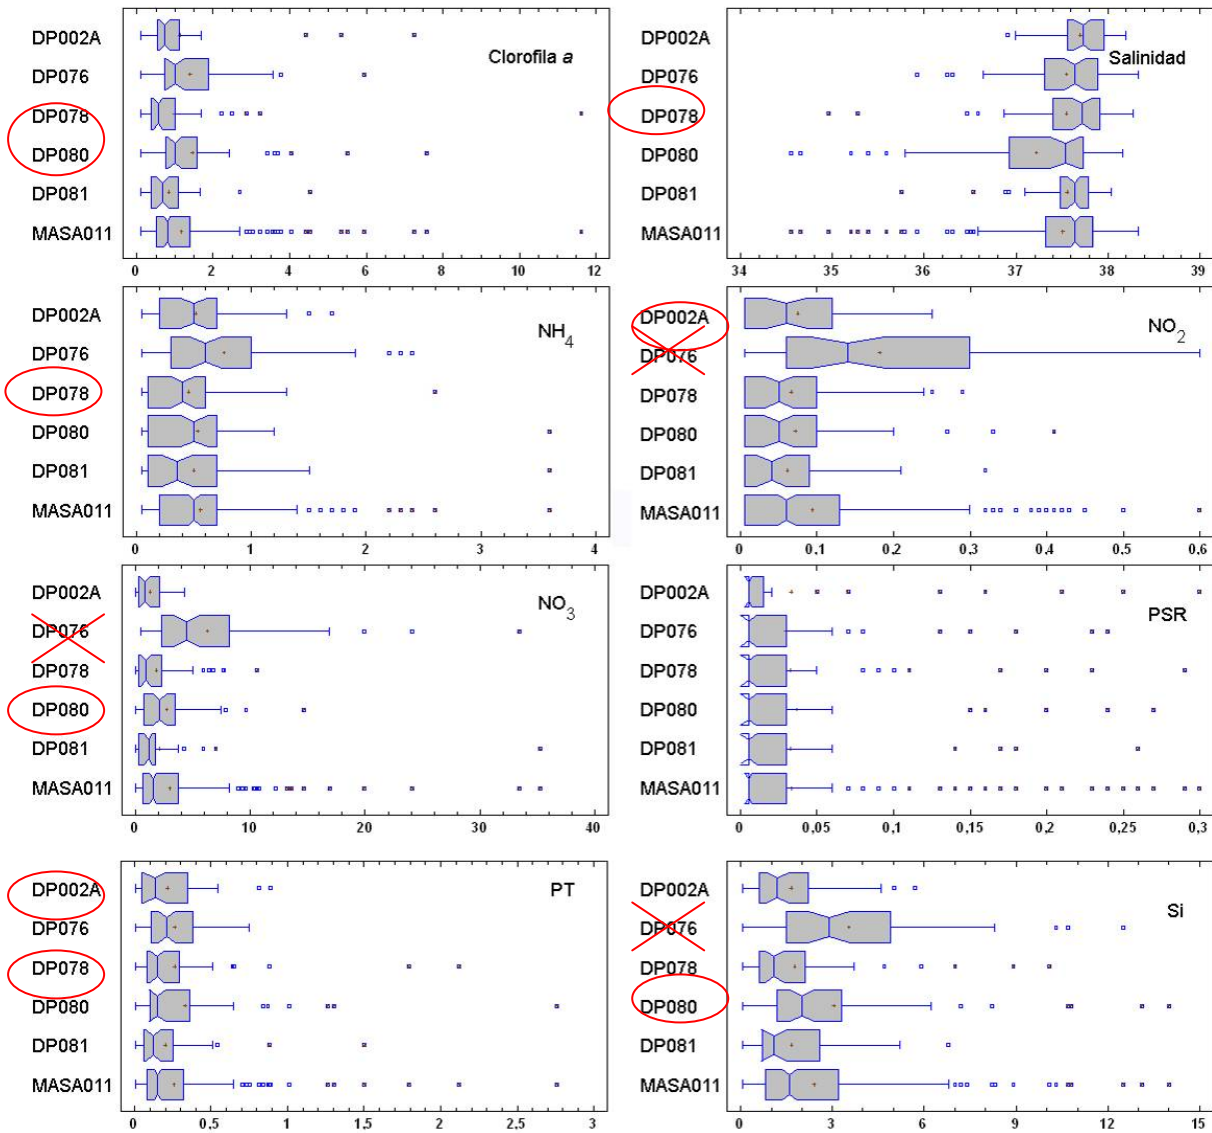 0 2 4 6 8 10 12
DP002A
DP076
DP078
DP080
DP081
MASA011
Clorofila a
34 35 36 37 38 39
DP002A
DP076
DP078
DP080
DP081
MASA011
Salinidad
0 1 2 3 4
DP002A
DP076
DP078
DP080
DP081
MASA011
NH4
0 0,1 0,2 0,3 0,4 0,5 0,6
DP002A
DP076
DP078
DP080
DP081
MASA011
NO2
0 10 20 30 40
DP002A
DP076
DP078
DP080
DP081
MASA011
NO3
0 0,05 0,1 0,15 0,2 0,25 0,3
DP002A
DP076
DP078
DP080
DP081
MASA011
PSR
0 0,5 1 1,5 2 2,5 3
DP002A
DP076
DP078
DP080
DP081
MASA011
PT
0 3 6 9 12 15
DP002A
DP076
DP078
DP080
DP081
MASA011
Si